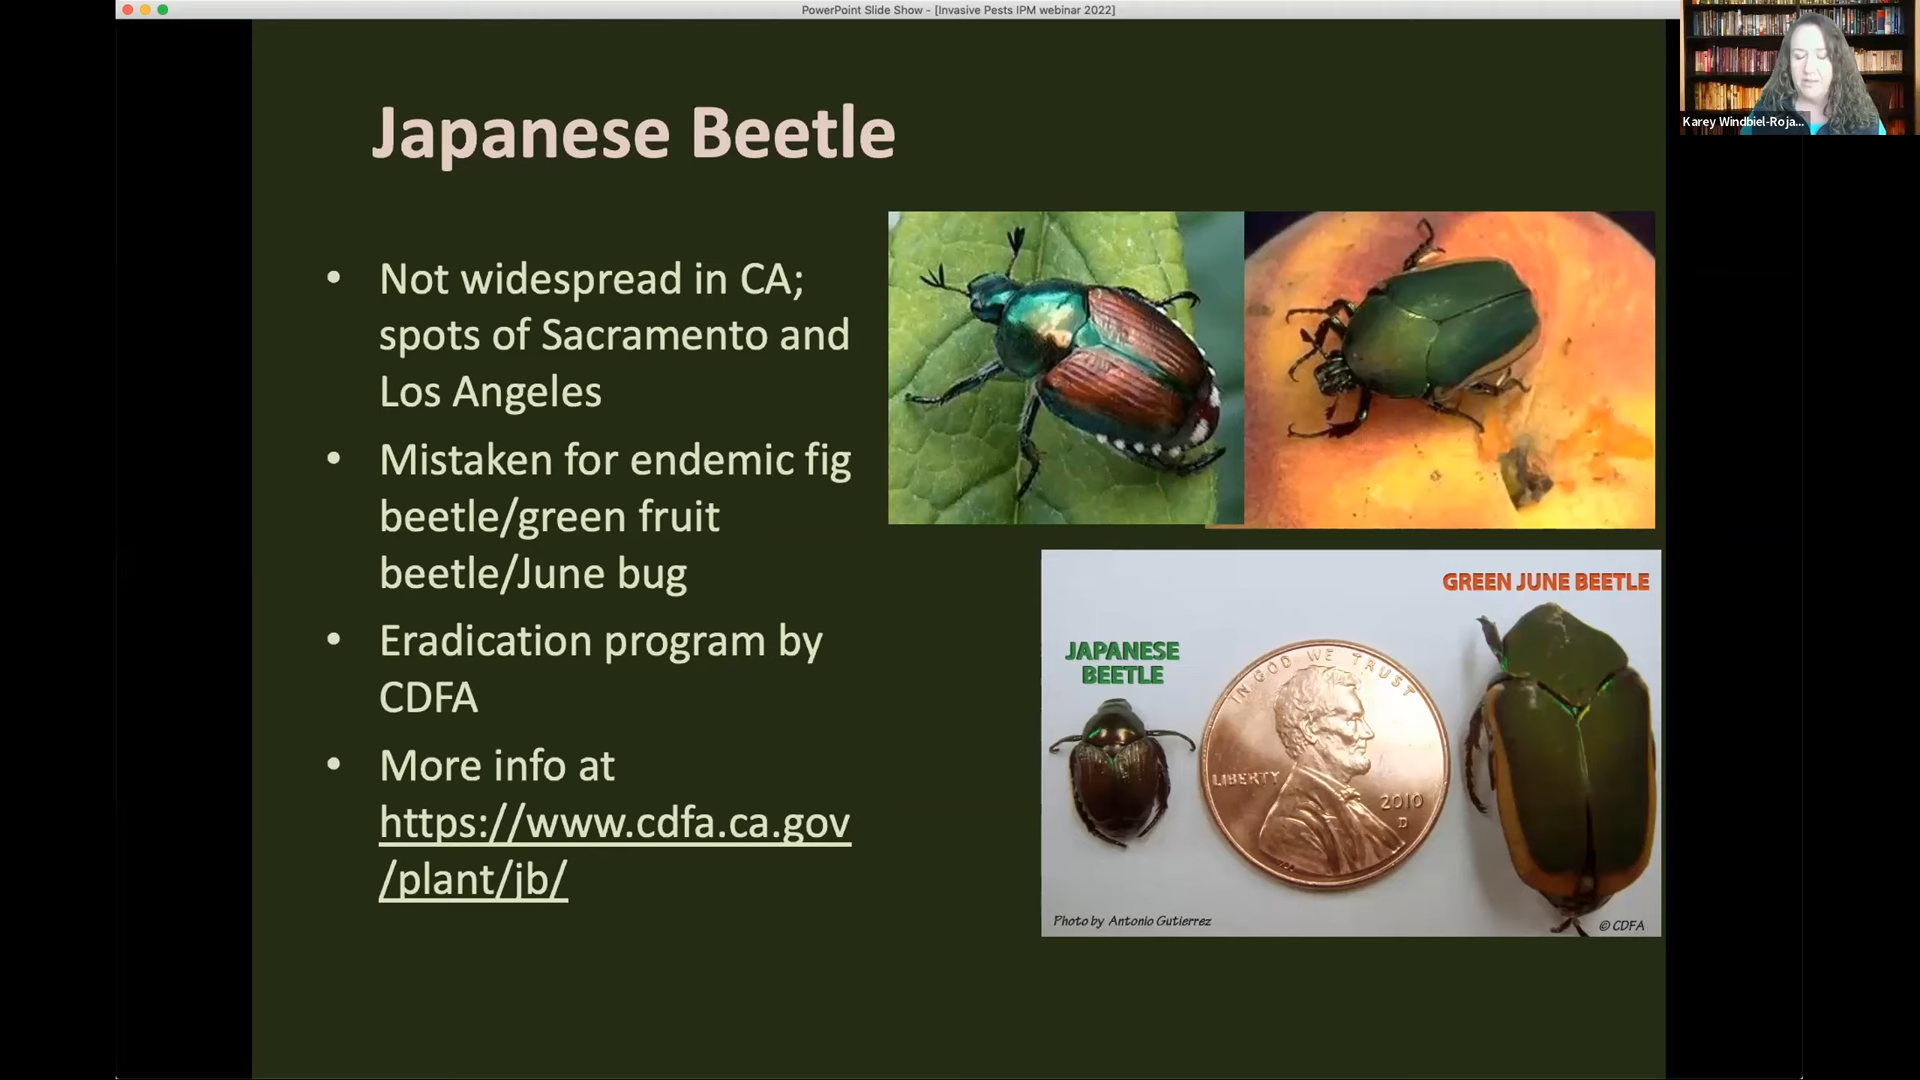 PowerPoint Slide Show - [Invasive Pests IPM webinar 2022]
Karey Windbiel-Roja...
Japanese Beetle
• Not widespread in CA;
spots of Sacramento and
Los Angeles
• Mistaken for endemic fig
beetle/green fruit
beetle/June bug
• Eradication program by
CDFA
• More info at
https://www.cdfa.ca.gov
/plant/jb/
GREEN JUNE BEETLE
JAPANESE
BEETLE
IN GOD WE TRUST
LIBERTY
2010
D
Photo by Antonio Gutierrez
© CDFA